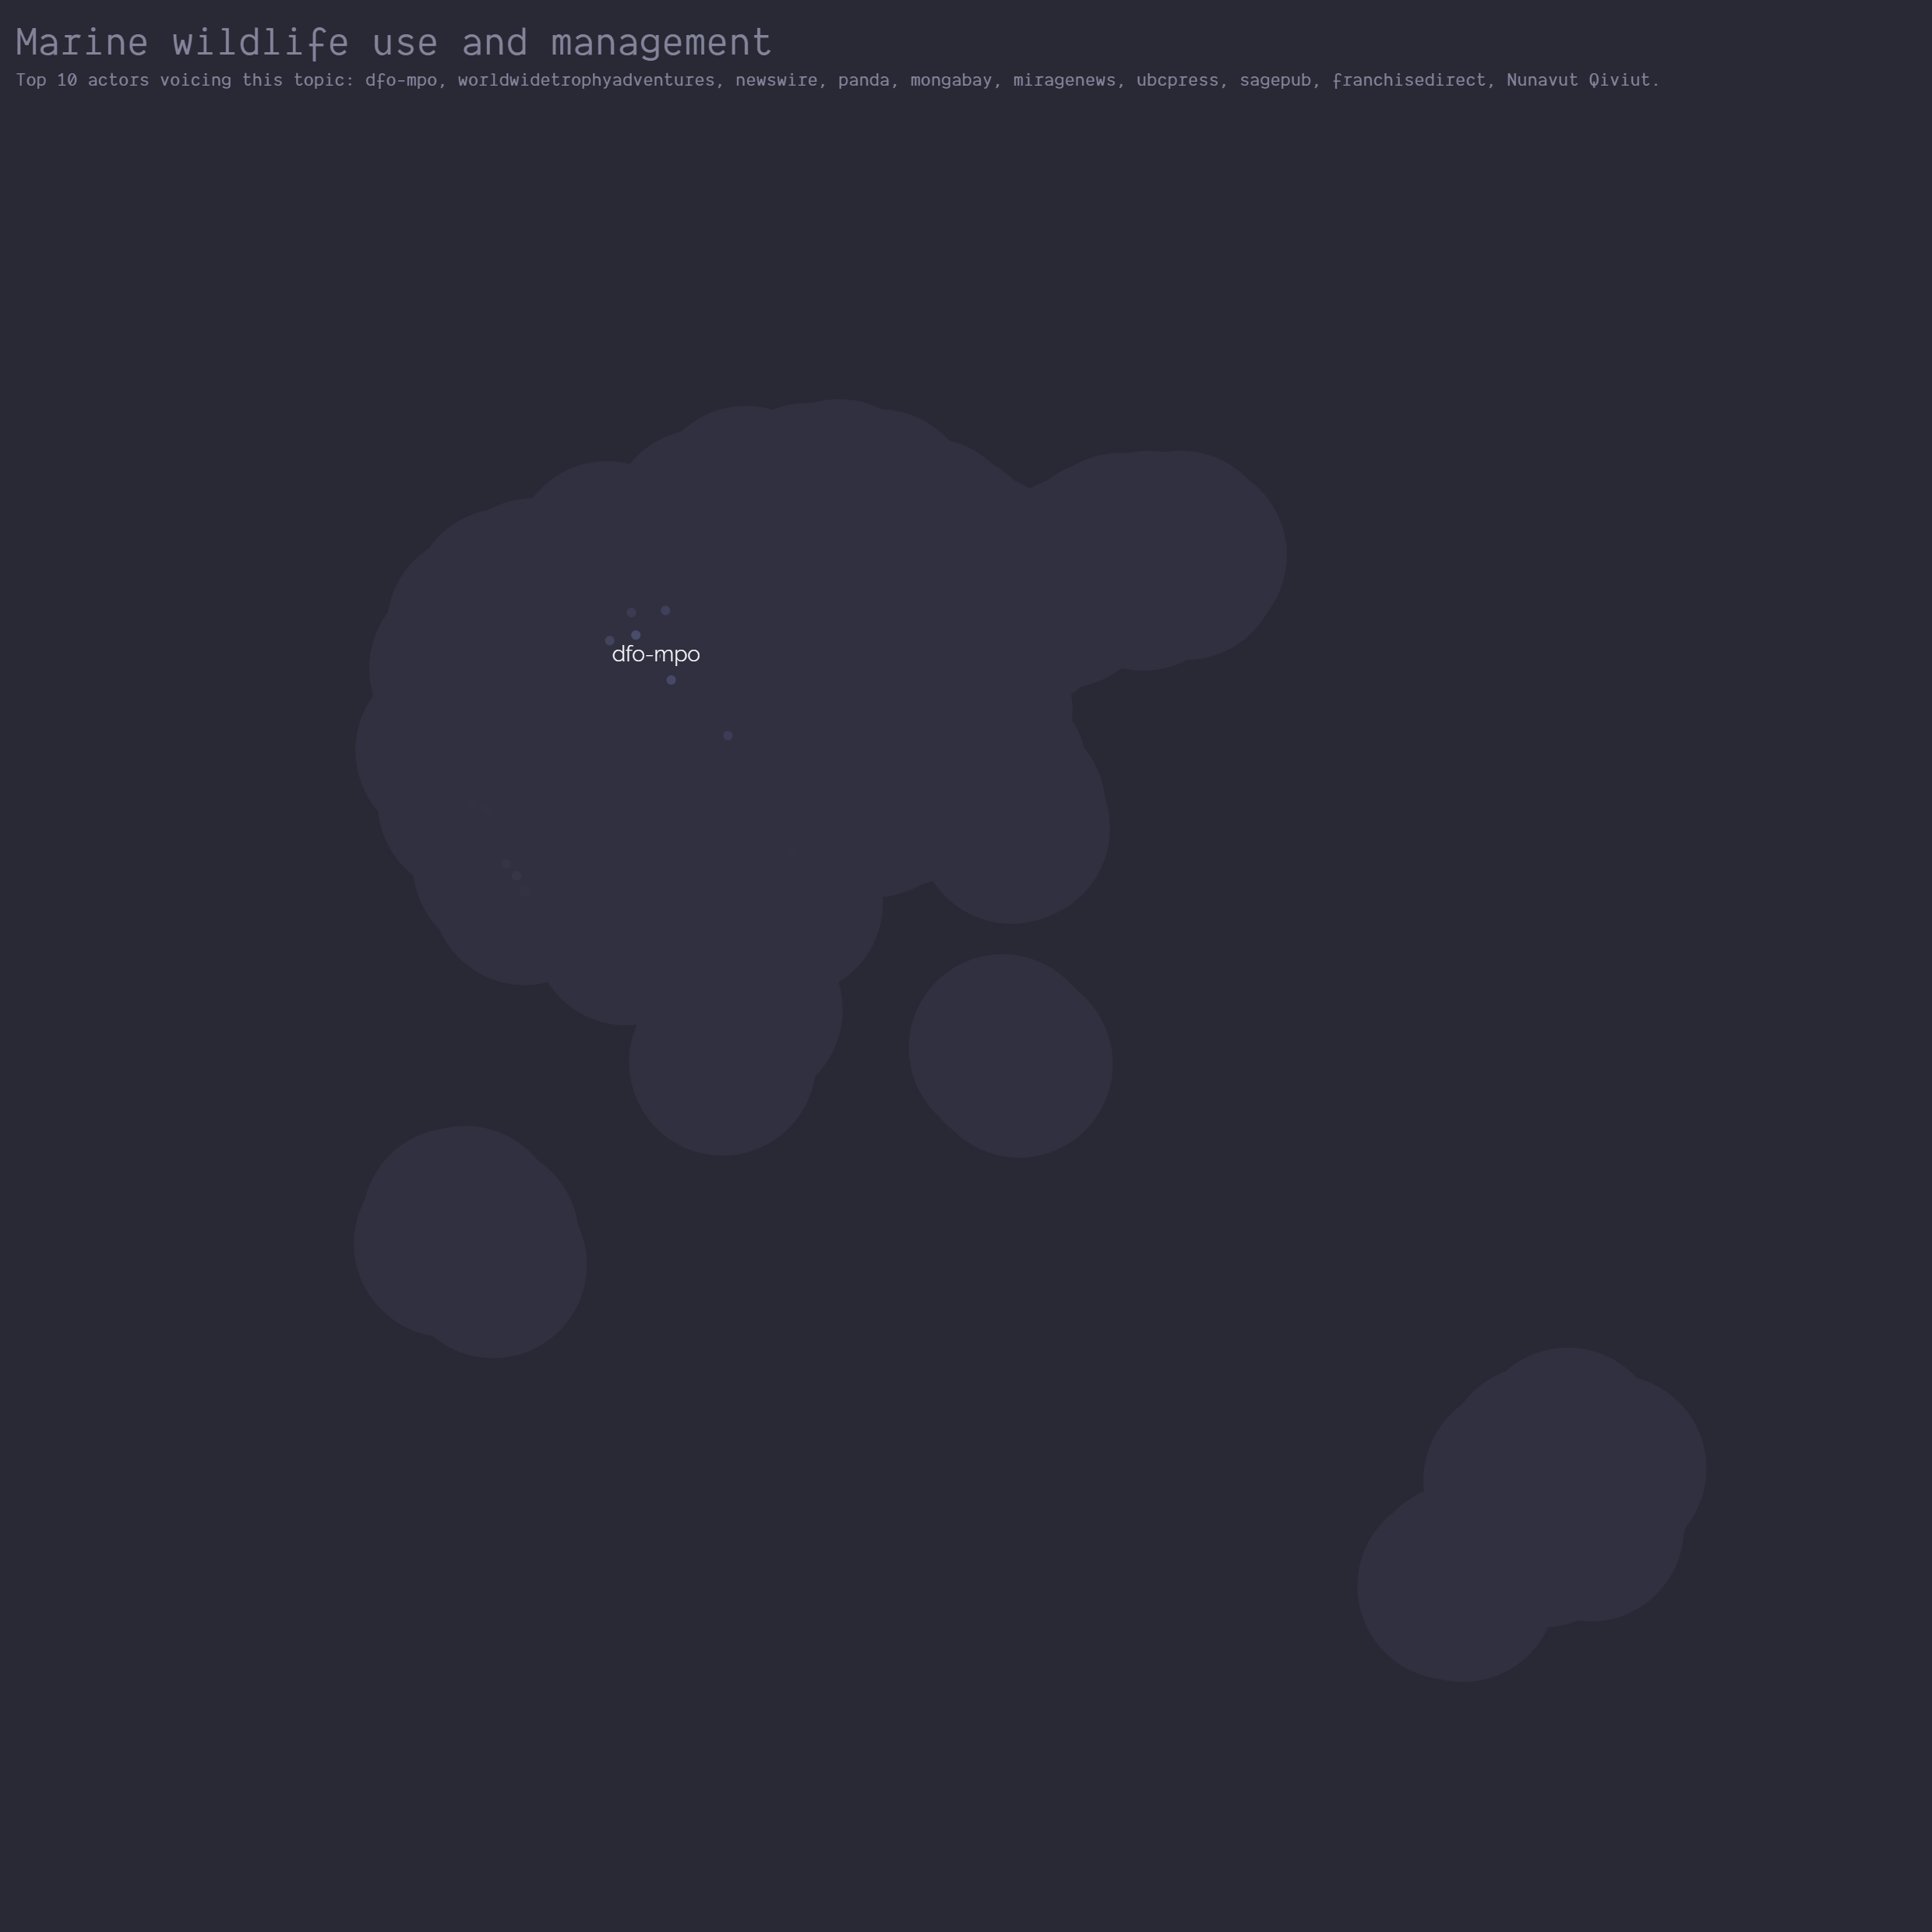 Marine wildlife use and management
Top 10 actors voicing this topic: dfo-mpo, worldwidetrophyadventures, newswire, panda, mongabay, miragenews, ubcpress, sagepub, franchisedirect, Nunavut Qiviut.
dfo-mpo